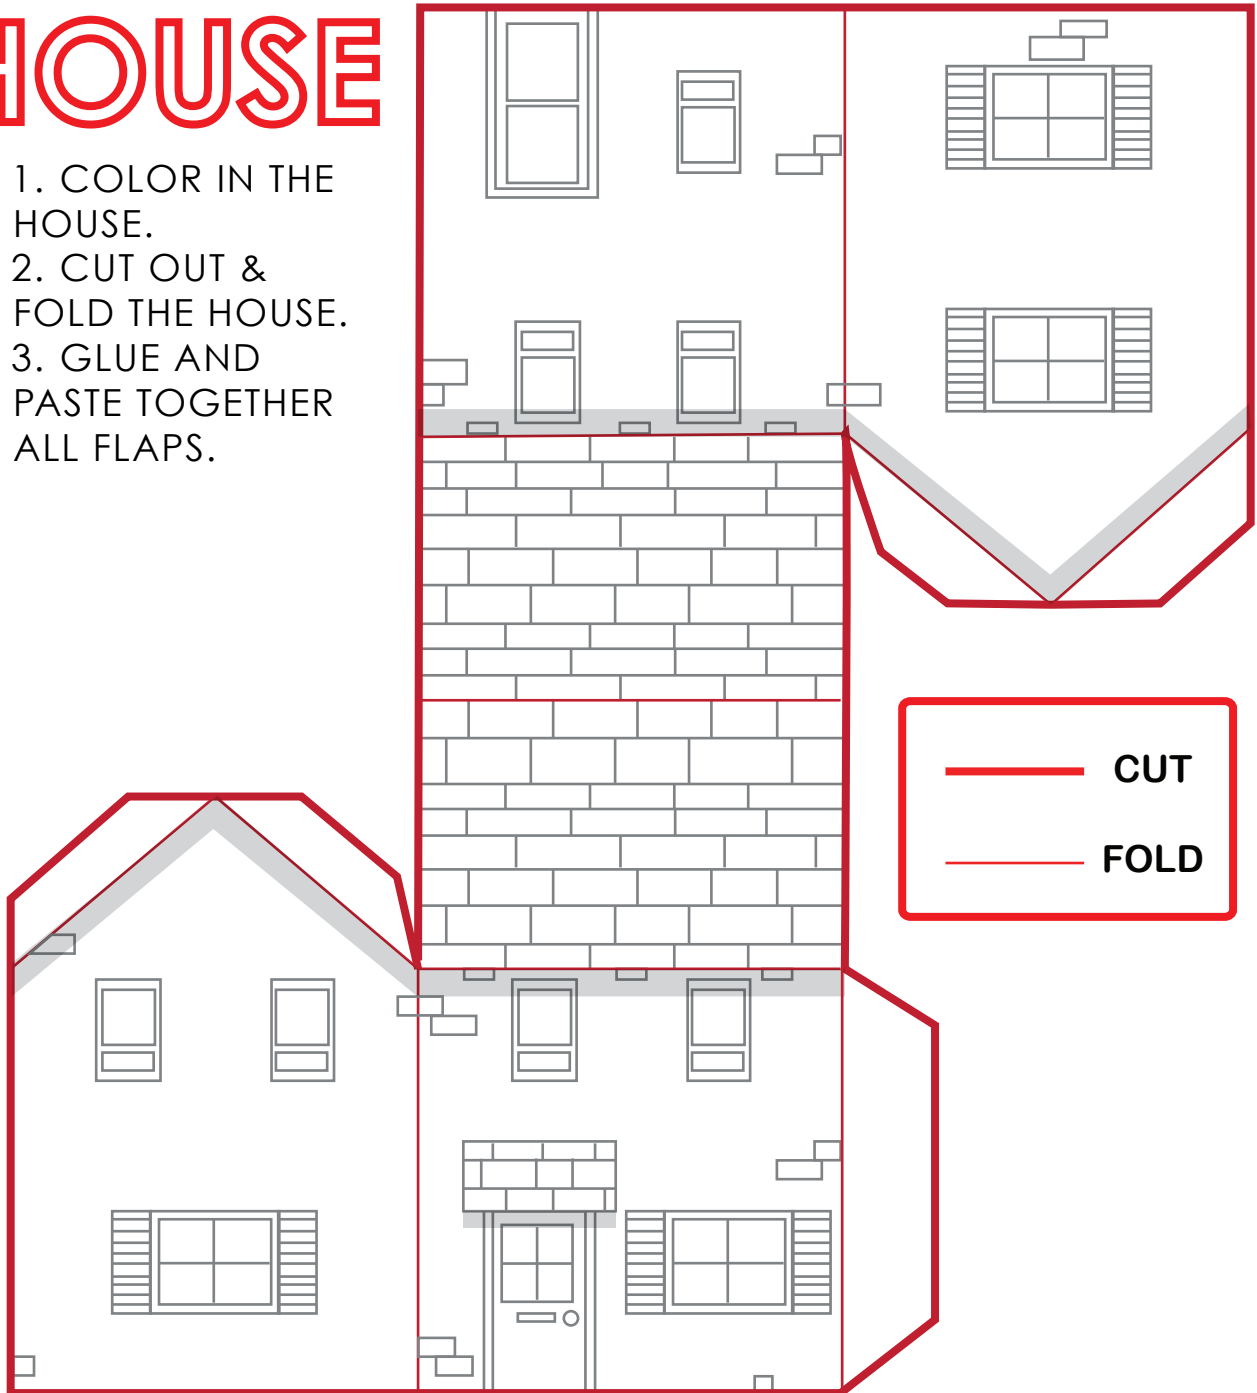 HOUSE
1. COLOR IN THE
HOUSE.
2. CUT OUT &
FOLD THE HOUSE.
3. GLUE AND
PASTE TOGETHER
ALL FLAPS.
CUT
FOLD